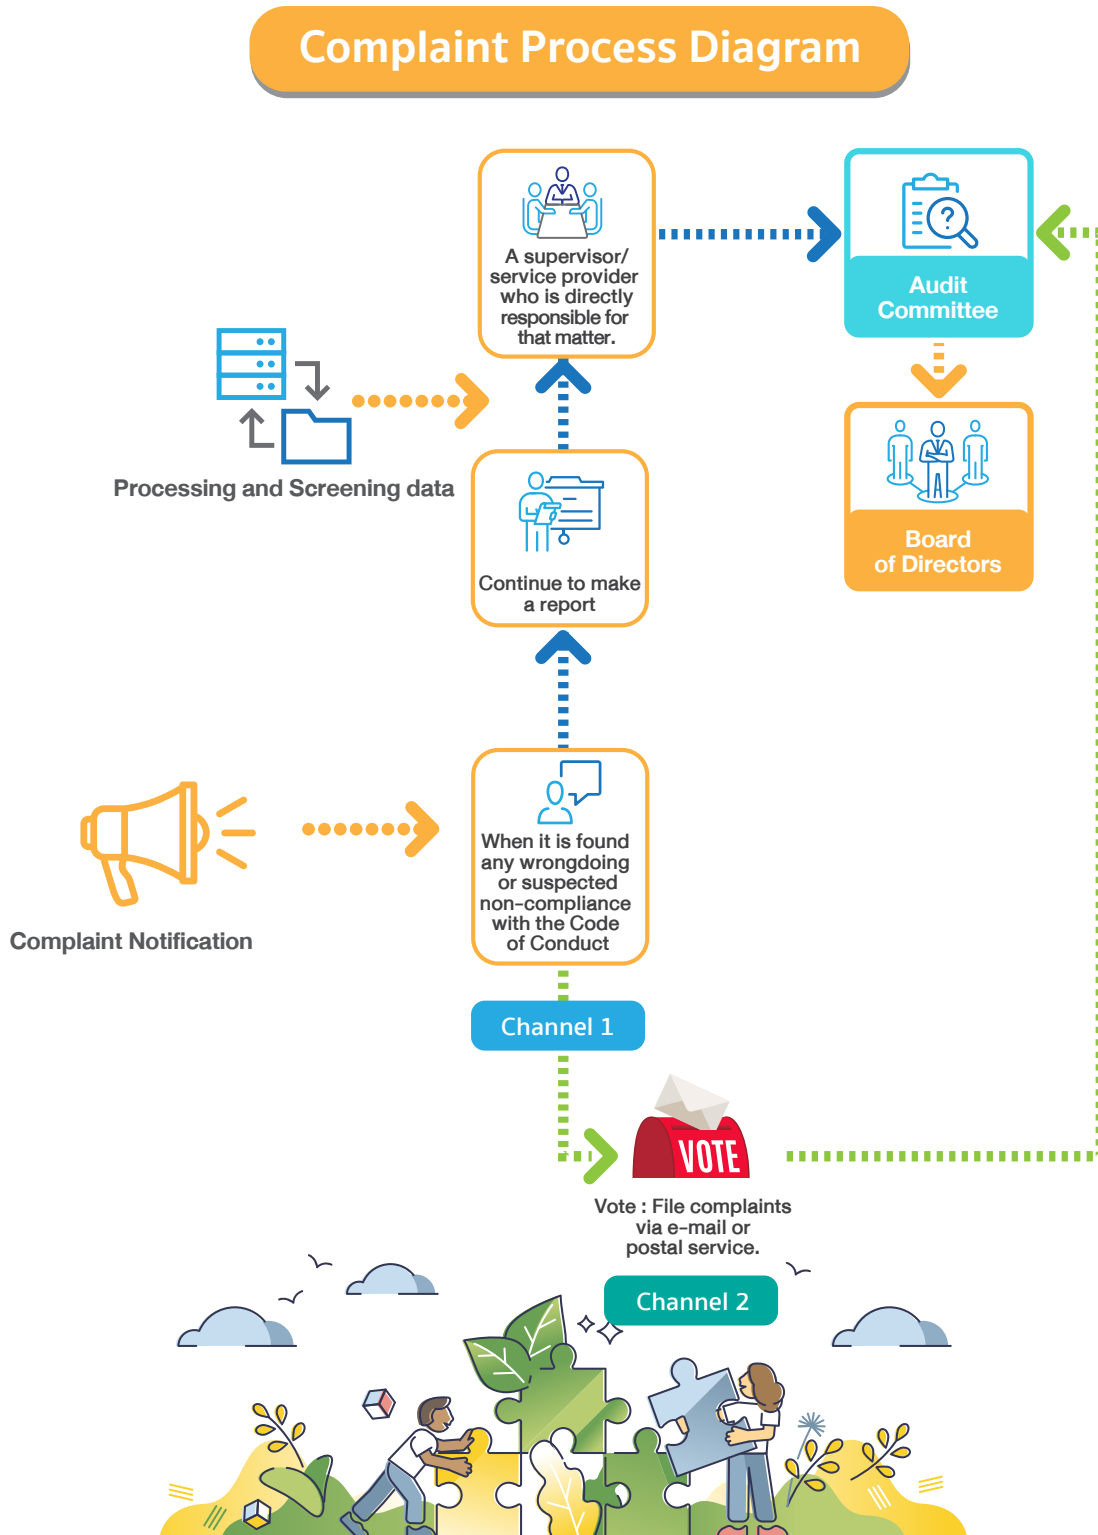 Complaint Process Diagram
A supervisor/
service provider
who is directly
responsible for
that matter.
Audit
Committee
Processing and Screening data
Board
of Directors
Continue to make
a report
When it is found
any wrongdoing
or suspected
non-compliance
with the Code
of Conduct
Complaint Notification
Channel 1
VOTE
Vote : File complaints
via e-mail or
postal service.
Channel 2